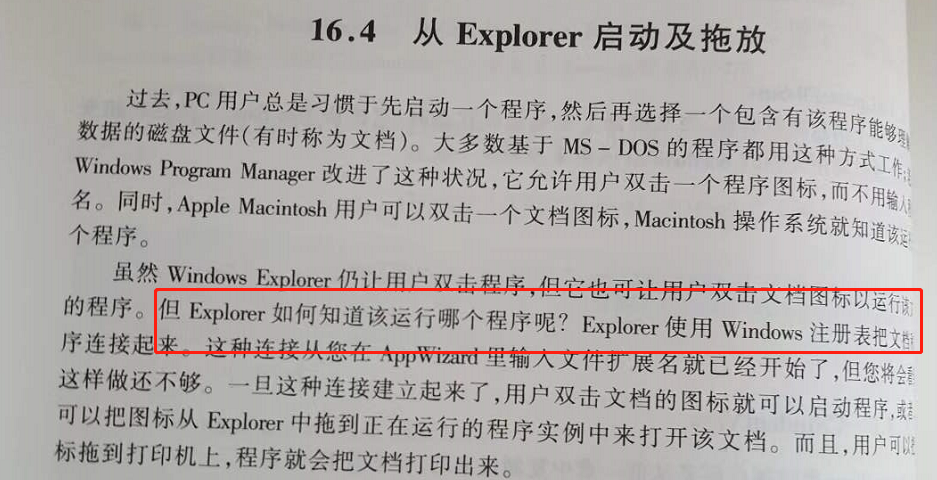 16.4 从 Explorer 启动及拖放
过去,PC 用户总是习惯于先启动一个程序,然后再选择一个包含有该程序能够理
数据的磁盘文件(有时称为文档)。大多数基于 MS-DOS 的程序都用这种方式工作;
Windows Program Manager 改进了这种状况,它允许用户双击一个程序图标,而不用输入
名。同时,Apple Macintosh 用户可以双击一个文档图标,Macintosh 操作系统就知道该运行
个程序。
虽然 Windows Explorer 仍让用户双击程序,但它也可让用户双击文档图标以运行该
的程序。但 Explorer 如何知道该运行哪个程序呢?Explorer 使用 Windows 注册表把文档
序连接起来。这种连接从您在 AppWizard 里输入文件扩展名就已经开始了,但您将会看
这样做还不够。一旦这种连接建立起来了,用户双击文档的图标就可以启动程序,或
可以把图标从 Explorer 中拖到正在运行的程序实例中来打开该文档。而且,用户可以
标拖到打印机上,程序就会把文档打印出来。